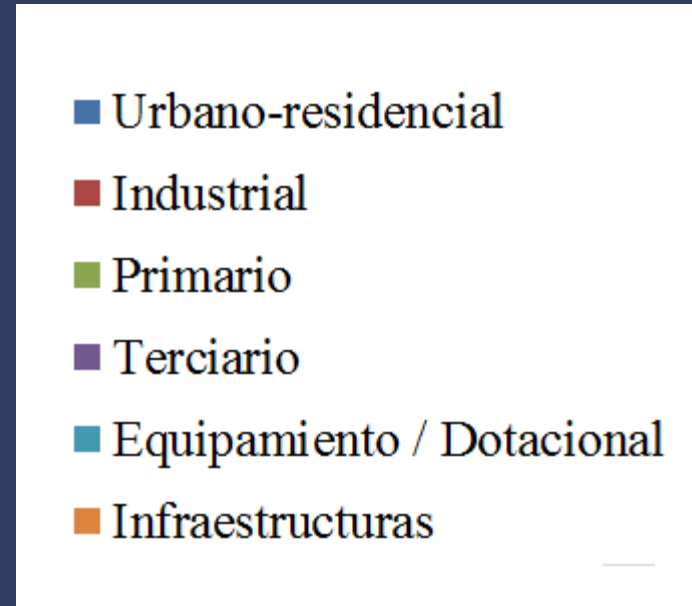 Urbano-residencial
Industrial
Primario
Terciario
Equipamiento / Dotacional
Infraestructuras